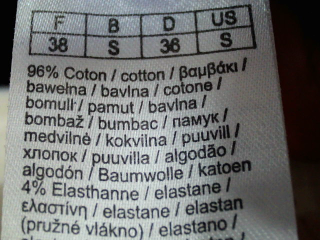 F B D US
38 S 36 S
96% Coton / cotton / βαμβάκι /
bawełna / bavlna / cotone /
bomull / pamut / bavlna /
bombaž / bumbac / памук /
medvilnė / kokvilna / puuvill /
хлопок / puuvilla / algodão /
algodón / Baumwolle / katoen
4% Elasthanne / elastane /
ελαστίνη / elastane / elastan
(pružné vlákno) / elastano /